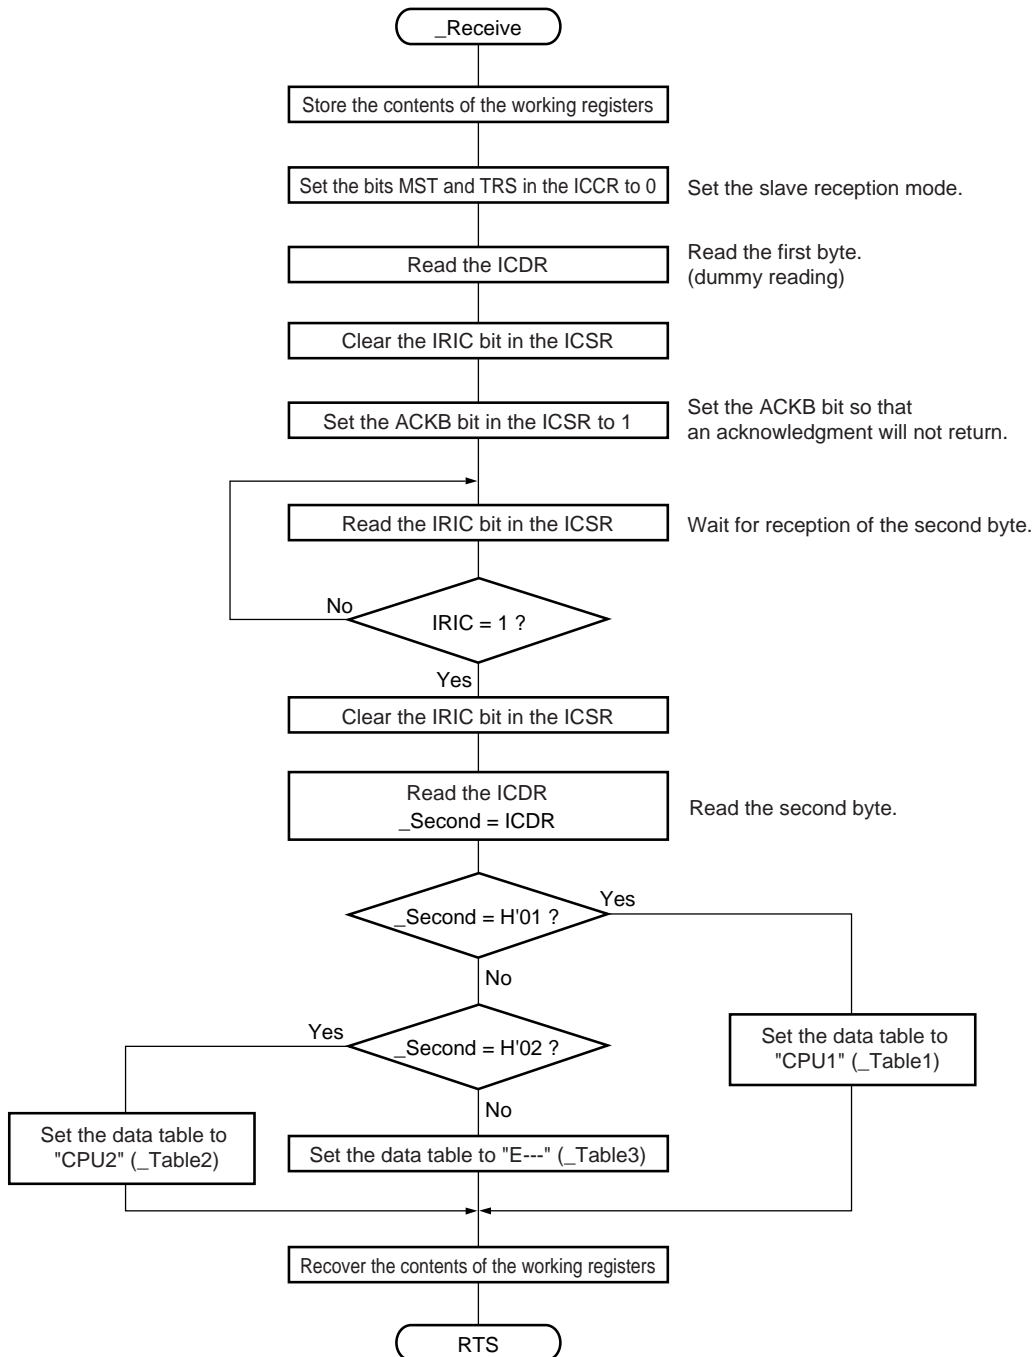 _Receive
Store the contents of the working registers
Set the bits MST and TRS in the ICCR to 0
Set the slave reception mode.
Read the ICDR
Read the first byte.
(dummy reading)
Clear the IRIC bit in the ICSR
Set the ACKB bit in the ICSR to 1
Set the ACKB bit so that
an acknowledgment will not return.
Read the IRIC bit in the ICSR
Wait for reception of the second byte.
No
IRIC = 1 ?
Yes
Clear the IRIC bit in the ICSR
Read the ICDR
_Second = ICDR
Read the second byte.
_Second = H'01 ?
Yes
No
Yes
_Second = H'02 ?
Set the data table to
"CPU1" (_Table1)
No
Set the data table to
"CPU2" (_Table2)
Set the data table to "E---" (_Table3)
Recover the contents of the working registers
RTS